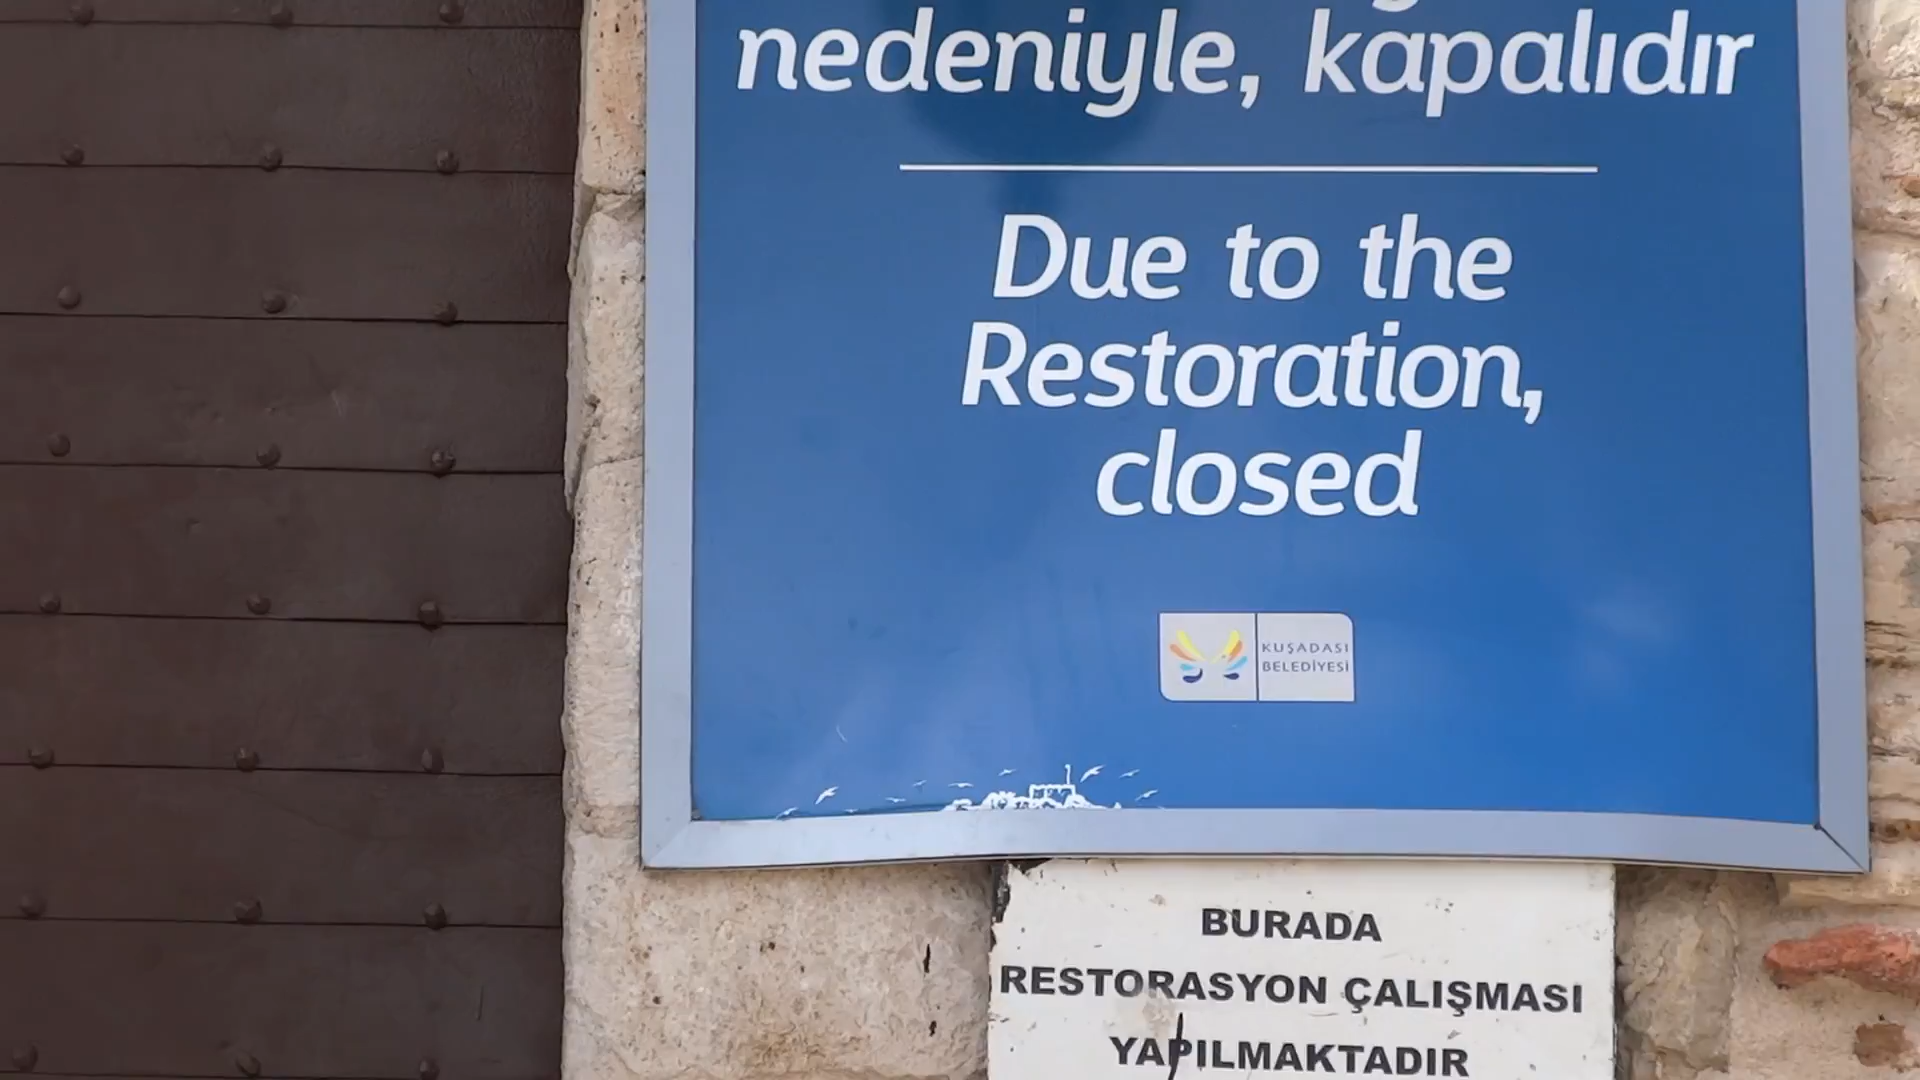 nedeniyle, kapalıdır
Due to the
Restoration,
closed
KUŞADASI
BELEDİYESİ
BURADA
RESTORASYON ÇALIŞMASI
YAPILMAKTADIR